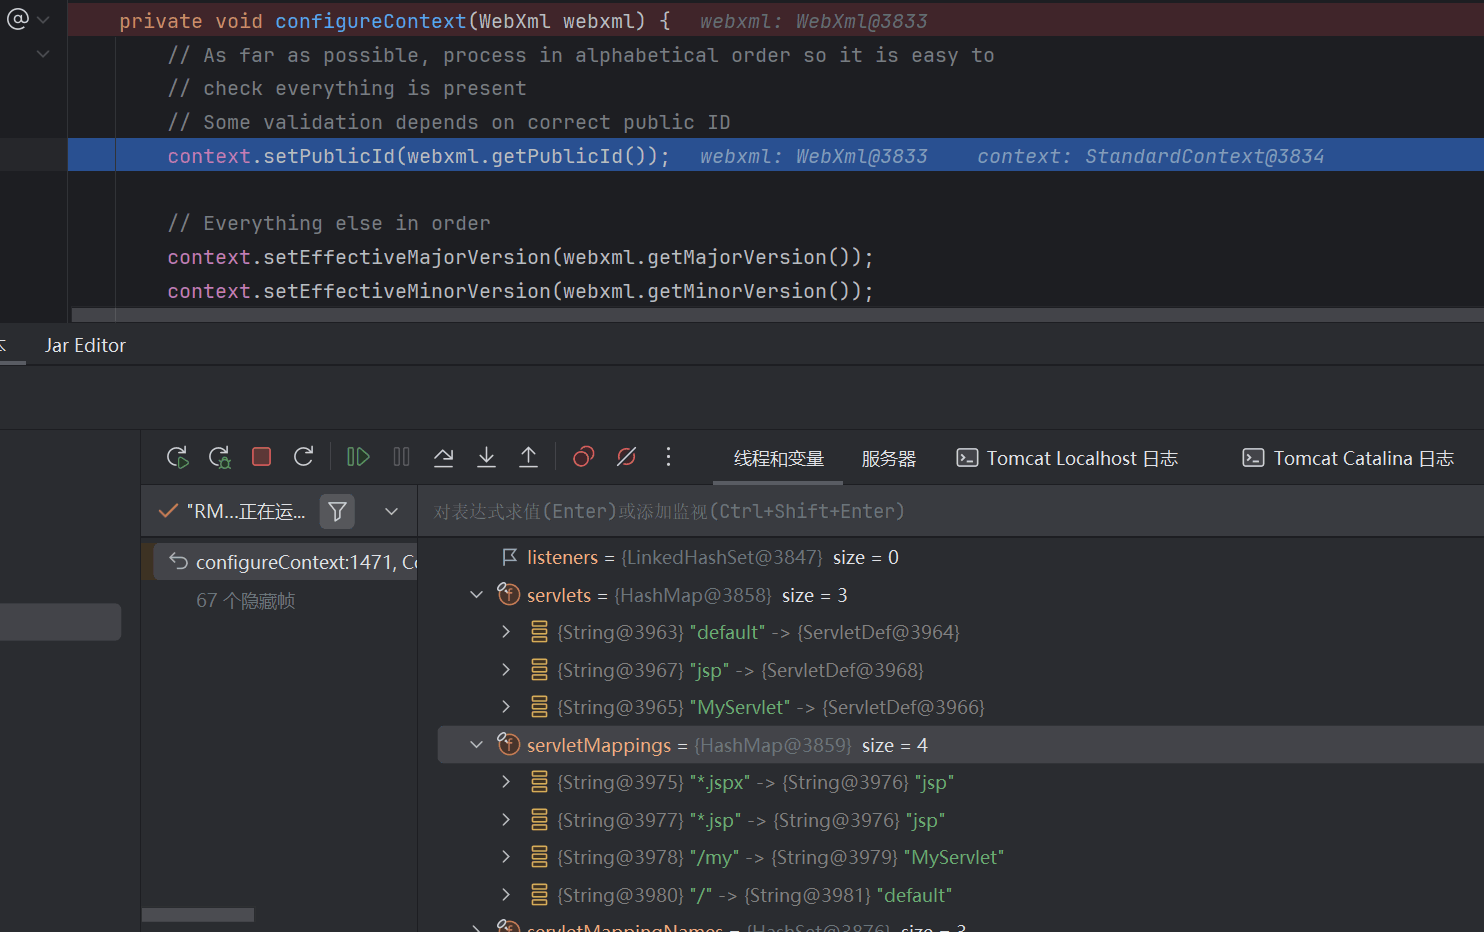 private void configureContext(WebXml webxml) {   webxml: WebXml@3833
// As far as possible, process in alphabetical order so it is easy to
// check everything is present
// Some validation depends on correct public ID
context.setPublicId(webxml.getPublicId());   webxml: WebXml@3833    context: StandardContext@3834
// Everything else in order
context.setEffectiveMajorVersion(webxml.getMajorVersion());
context.setEffectiveMinorVersion(webxml.getMinorVersion());
Jar Editor
线程和变量 服务器 Tomcat Localhost 日志 Tomcat Catalina 日志
"RM...正在运...
对表达式求值(Enter)或添加监视(Ctrl+Shift+Enter)
configureContext:1471, Co
67 个隐藏帧
listeners = {LinkedHashSet@3847} size = 0
servlets = {HashMap@3858} size = 3
{String@3963} "default" -> {ServletDef@3964}
{String@3967} "jsp" -> {ServletDef@3968}
{String@3965} "MyServlet" -> {ServletDef@3966}
servletMappings = {HashMap@3859} size = 4
{String@3975} "*.jspx" -> {String@3976} "jsp"
{String@3977} "*.jsp" -> {String@3976} "jsp"
{String@3978} "/my" -> {String@3979} "MyServlet"
{String@3980} "/" -> {String@3981} "default"
servletMappingNames = {HashSet@3876} size = 3